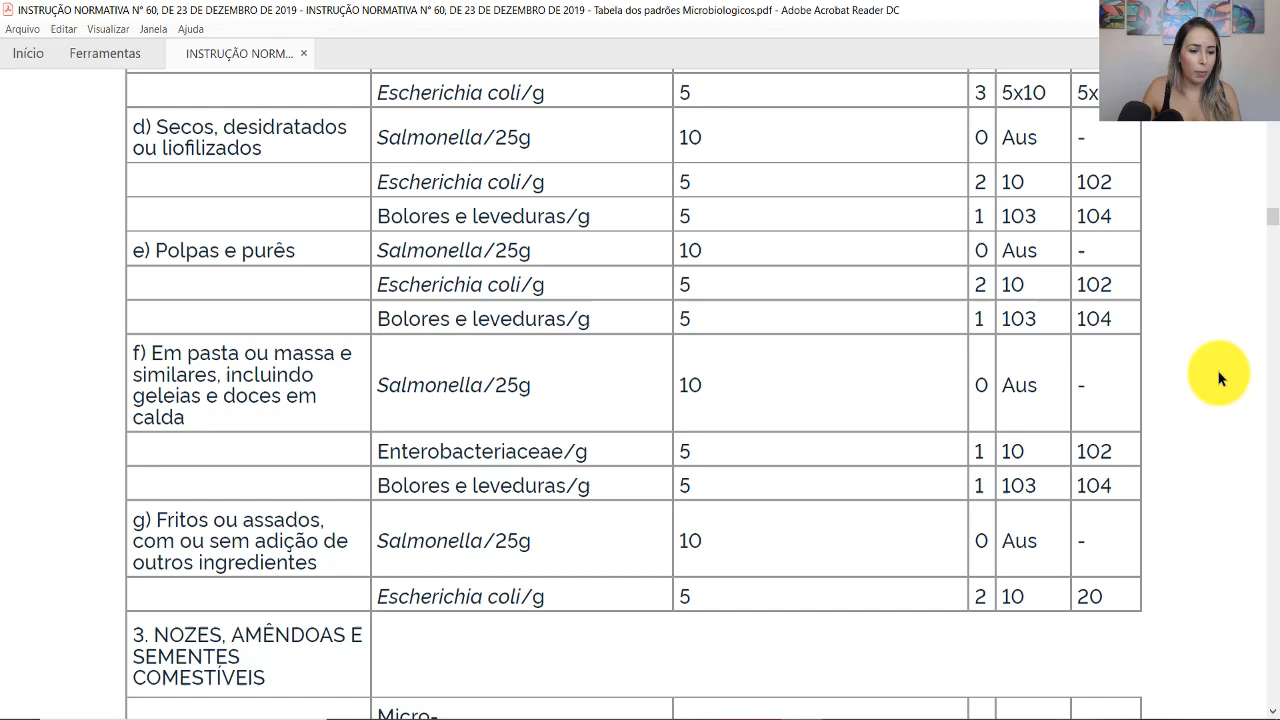 INSTRUÇÃO NORMATIVA N° 60, DE 23 DE DEZEMBRO DE 2019 - INSTRUÇÃO NORMATIVA N° 60, DE 23 DE DEZEMBRO DE 2019 - Tabela dos padrões Microbiologicos.pdf - Adobe Acrobat Reader DC
Arquivo Editar Visualizar Janela Ajuda
Início Ferramentas INSTRUÇÃO NORM... ×
Escherichia coli/g 5 3 5x10
d) Secos, desidratados
ou liofilizados
Salmonella/25g 10 0 Aus -
Escherichia coli/g 5 2 10 102
Bolores e leveduras/g 5 1 103 104
e) Polpas e purês Salmonella/25g 10 0 Aus -
Escherichia coli/g 5 2 10 102
Bolores e leveduras/g 5 1 103 104
f) Em pasta ou massa e
similares, incluindo
geleias e doces em
calda
Salmonella/25g 10 0 Aus -
Enterobacteriaceae/g 5 1 10 102
Bolores e leveduras/g 5 1 103 104
g) Fritos ou assados,
com ou sem adição de
outros ingredientes
Salmonella/25g 10 0 Aus -
Escherichia coli/g 5 2 10 20
3. NOZES, AMÊNDOAS E
SEMENTES
COMESTÍVEIS
Micro-